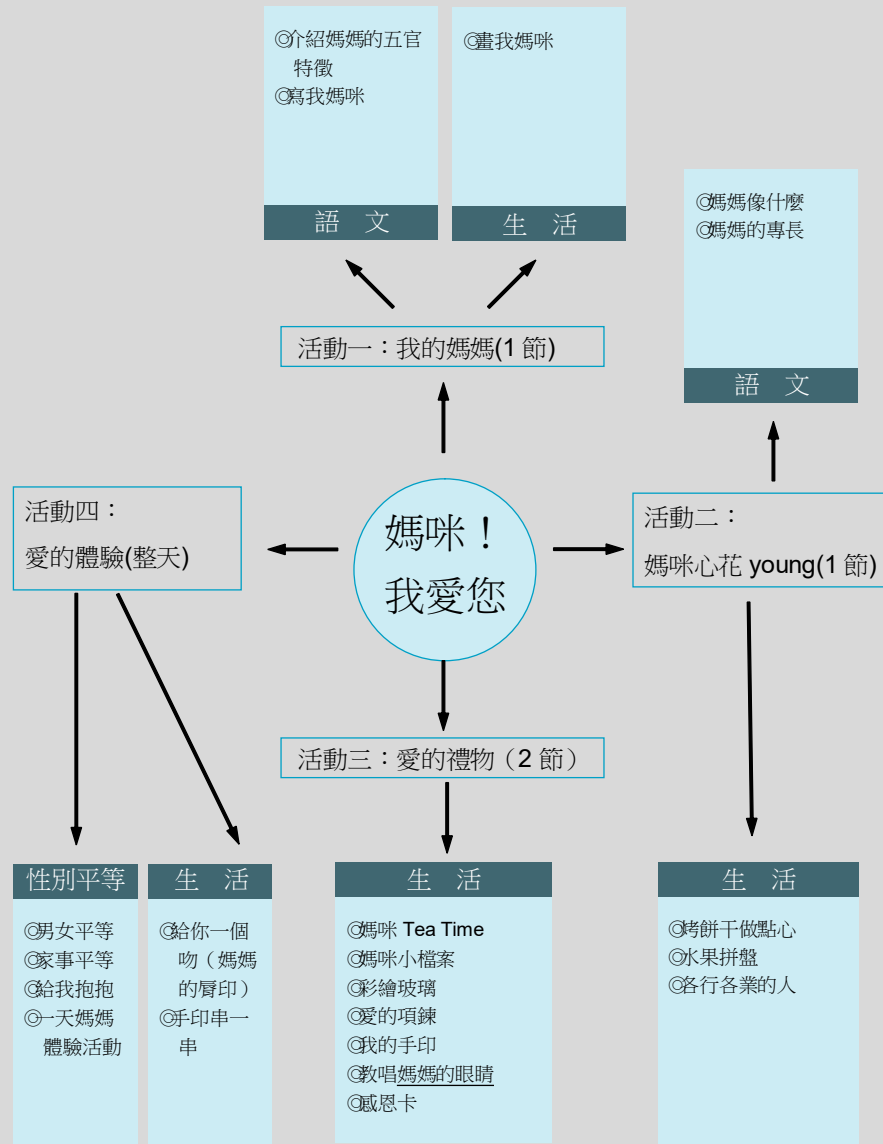 ◎介紹媽媽的五官
特徵
◎寫我媽咪
語 文
◎畫我媽咪
生 活
◎媽媽像什麼
◎媽媽的專長
語 文
活動一：我的媽媽(1 節)
活動四：
愛的體驗(整天)
媽咪！
我愛您
活動二：
媽咪心花 young(1 節)
活動三：愛的禮物（2 節）
性別平等
◎男女平等
◎家事平等
◎給我抱抱
◎一天媽媽
體驗活動
生 活
◎給你一個
吻（媽媽
的脣印）
◎手印串一
串
生 活
◎媽咪 Tea Time
◎媽咪小檔案
◎彩繪玻璃
◎愛的項鍊
◎我的手印
◎教唱媽媽的眼睛
◎感恩卡
生 活
◎烤餅干做點心
◎水果拼盤
◎各行各業的人